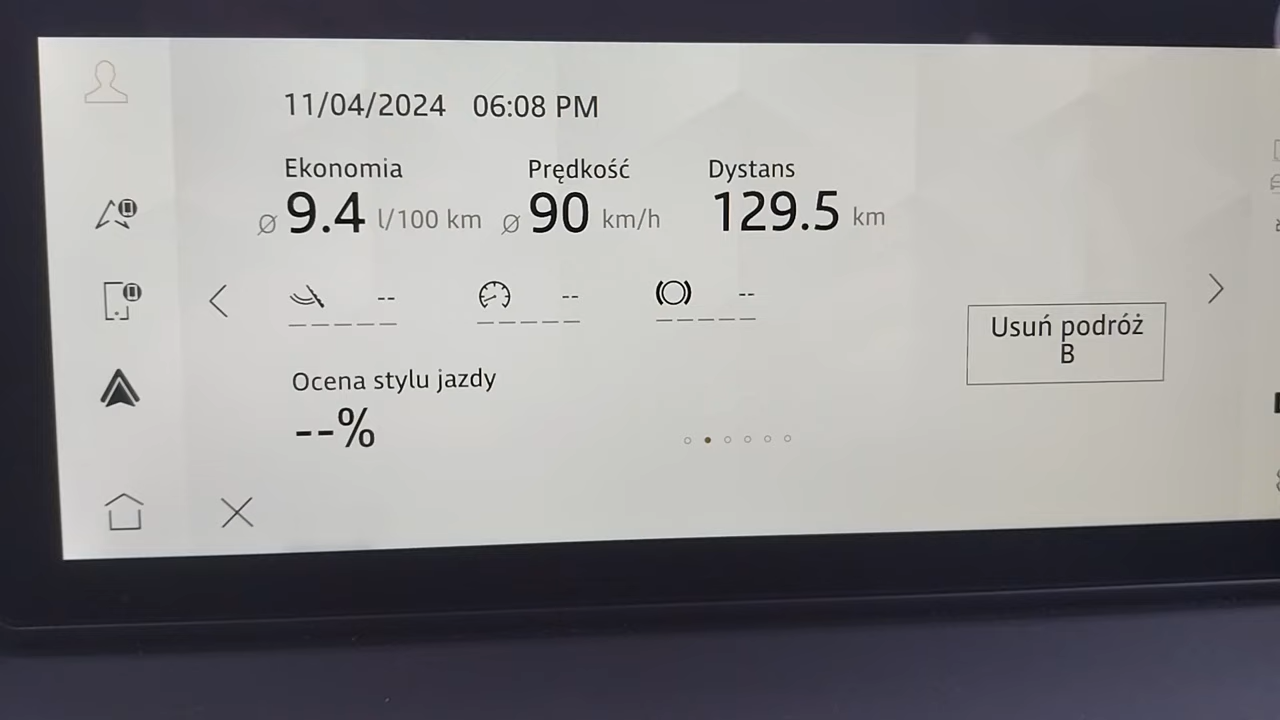 11/04/2024 06:08 PM
Ekonomia Prędkość Dystans
⌀ 9.4 l/100 km ⌀ 90 km/h 129.5 km
-- -- --
Usuń podróż
B
Ocena stylu jazdy
--%